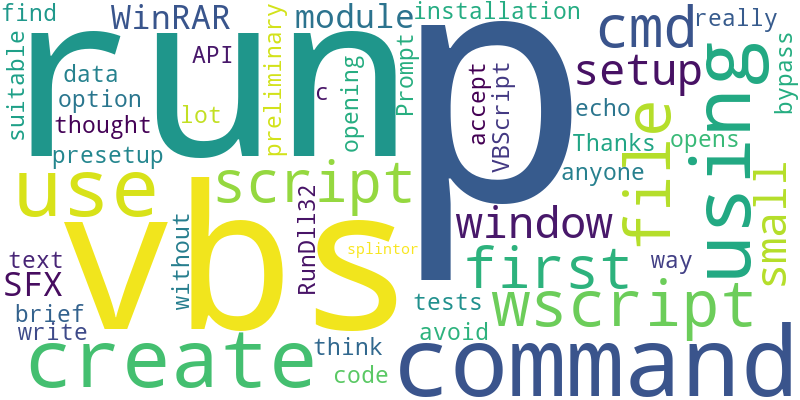 find
WinRAR
module
installation
run
p
cmd
really
suitable
API
data
option
thought
lot
presetup
preliminary
c
opening
Prompt
accept
VBScript
setup
echo
Thanks
anyone
opens
bypass
file
using
small
use
script
vbs
window
first
wscript
way
without
RunDll32
splintor
text
SFX
brief
write
create
think
code
tests
avoid
command